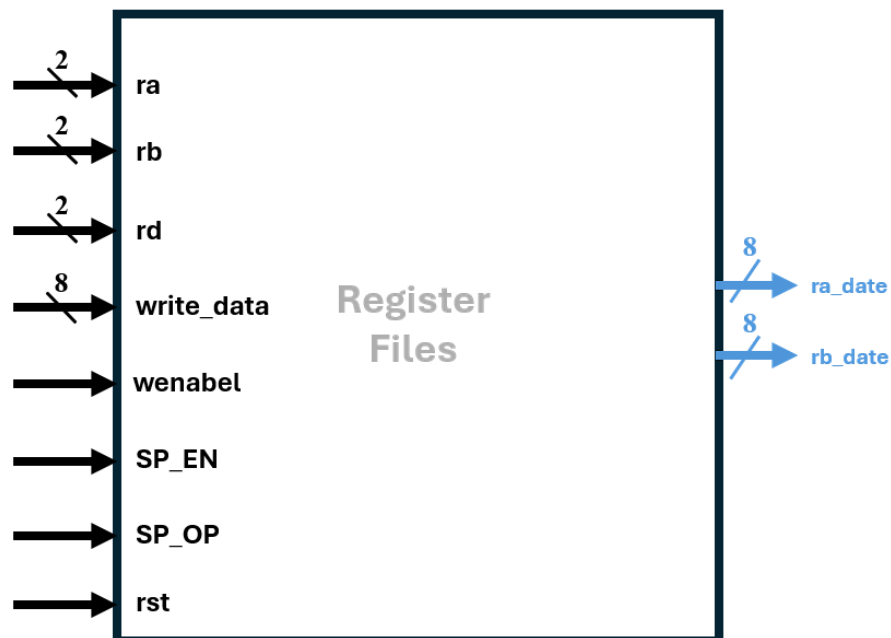 2
ra
2
rb
2
rd
8
write_data
wenabel
SP_EN
SP_OP
rst
Register
Files
8
ra_date
8
rb_date